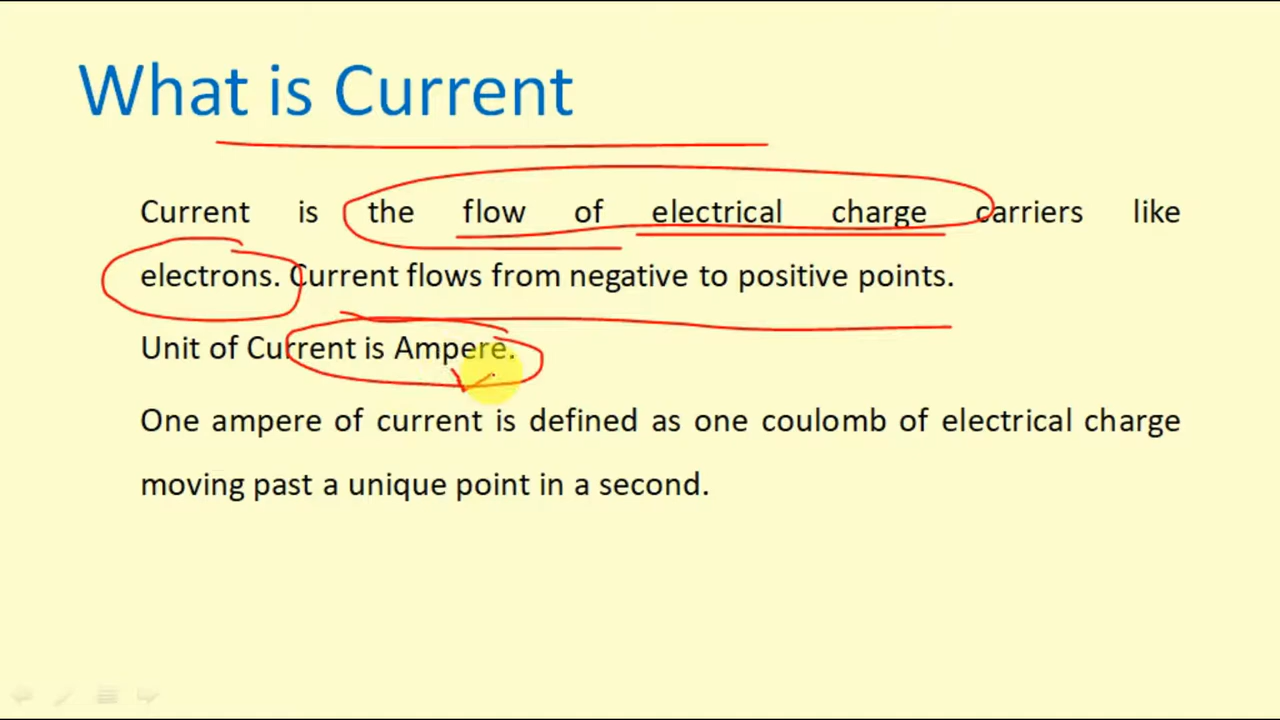 What is Current
Current is the flow of electrical charge carriers like
electrons. Current flows from negative to positive points.
Unit of Current is Ampere.
One ampere of current is defined as one coulomb of electrical charge
moving past a unique point in a second.